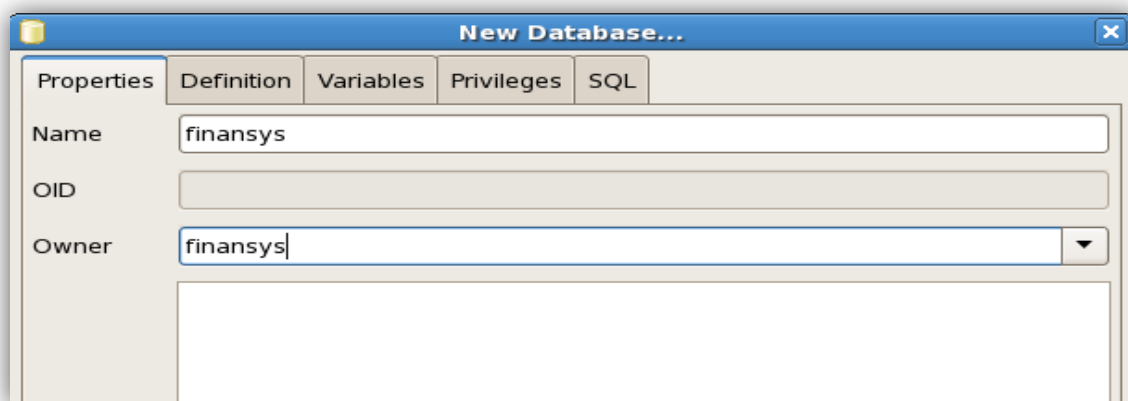 New Database...
Properties Definition Variables Privileges SQL
Name finansys
OID
Owner finansys